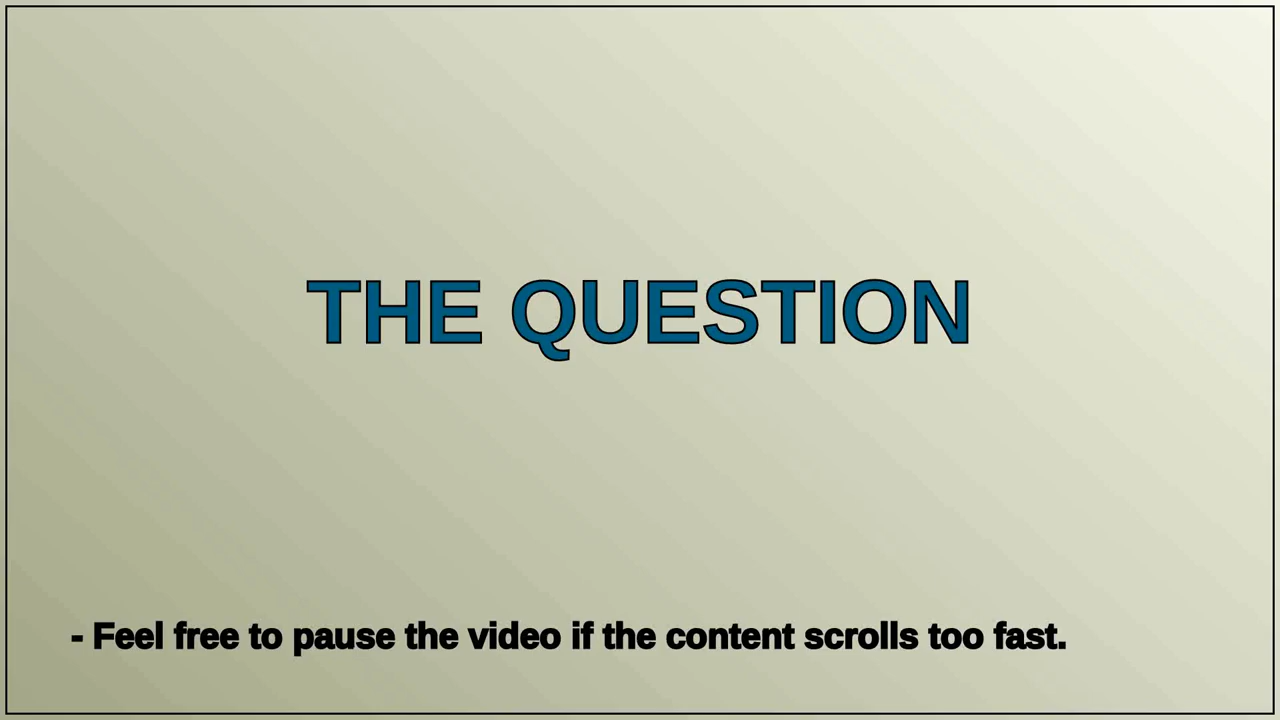 THE QUESTION
- Feel free to pause the video if the content scrolls too fast.